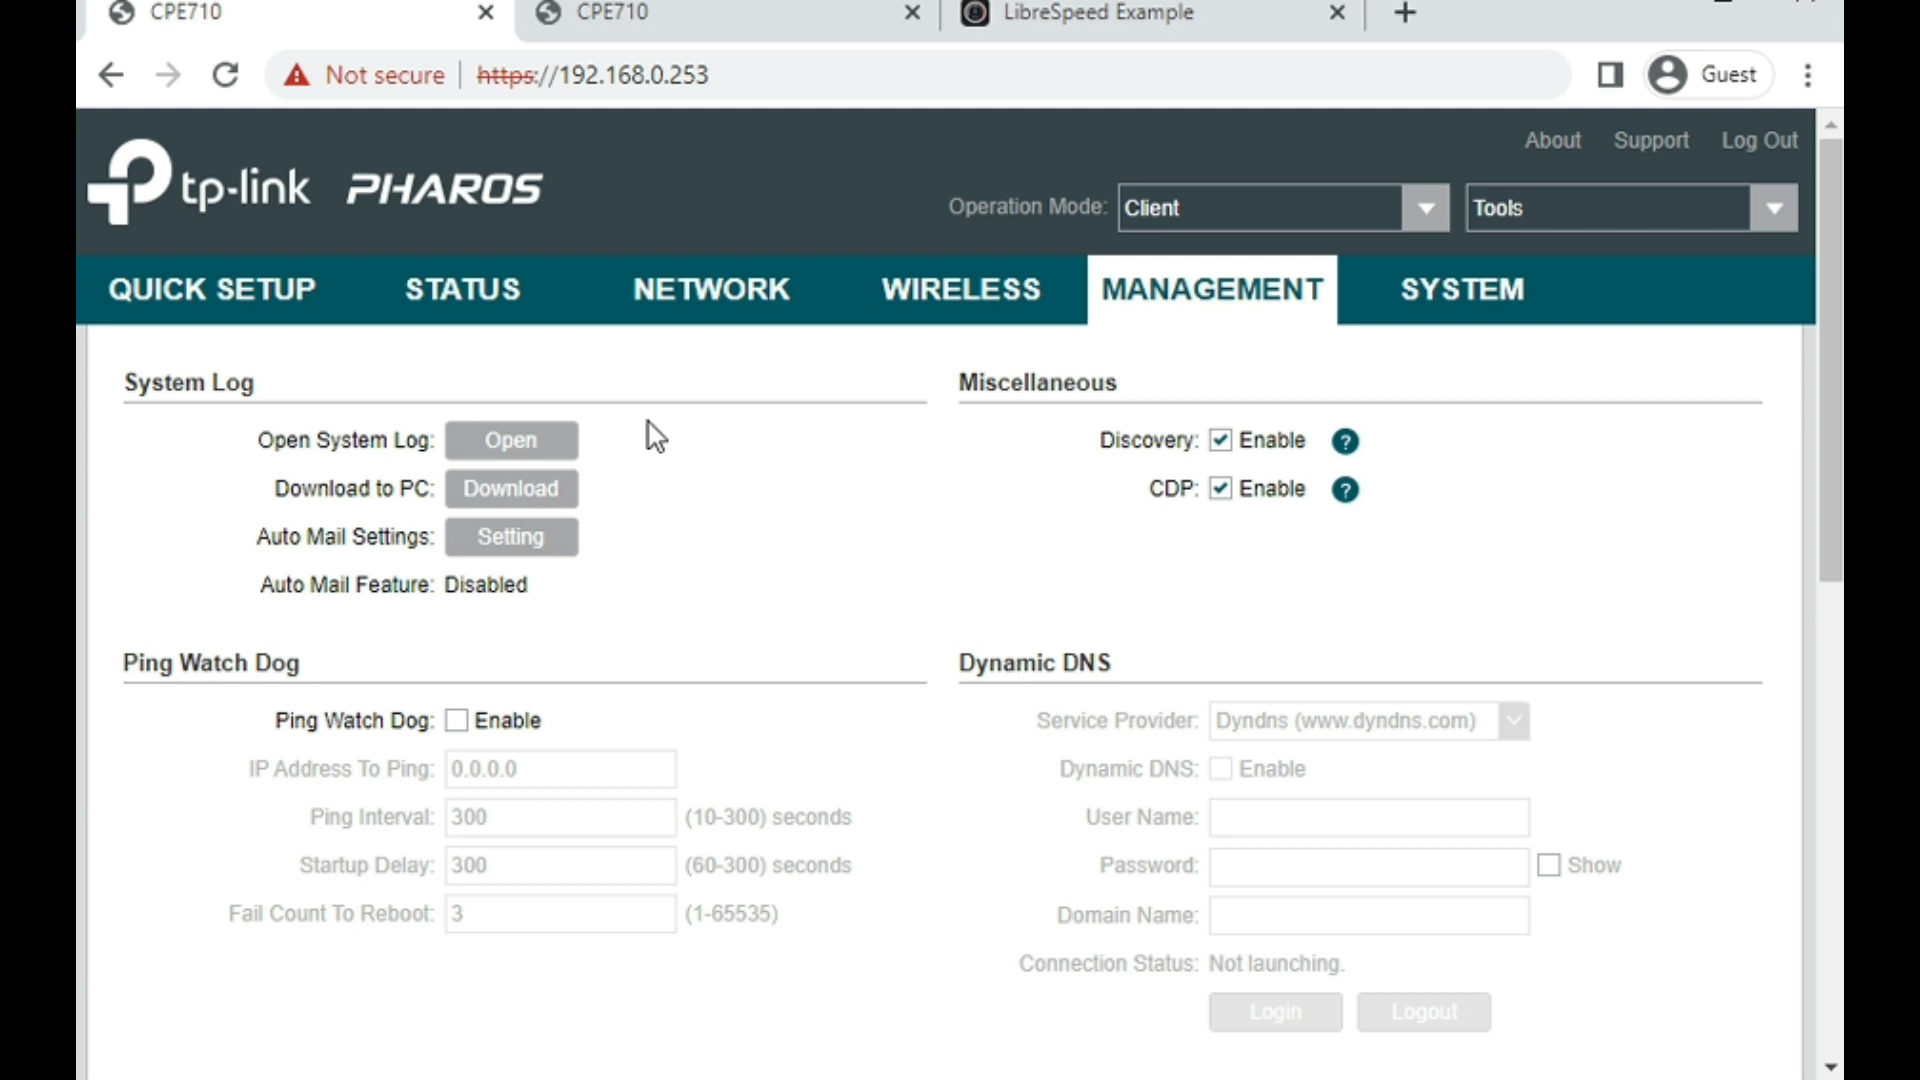 CPE710
CPE710
LibreSpeed Example
Not secure
https://192.168.0.253
Guest
tp-link PHAROS
About Support Log Out
Operation Mode: Client
Tools
QUICK SETUP STATUS NETWORK WIRELESS MANAGEMENT SYSTEM
System Log
Open System Log: Open
Download to PC: Download
Auto Mail Settings: Setting
Auto Mail Feature: Disabled
Miscellaneous
Discovery: Enable ?
CDP: Enable ?
Ping Watch Dog
Ping Watch Dog: Enable
IP Address To Ping: 0.0.0.0
Ping Interval: 300 (10-300) seconds
Startup Delay: 300 (60-300) seconds
Fail Count To Reboot: 3 (1-65535)
Dynamic DNS
Service Provider: Dyndns (www.dyndns.com)
Dynamic DNS: Enable
User Name:
Password: Show
Domain Name:
Connection Status: Not launching.
Login Logout